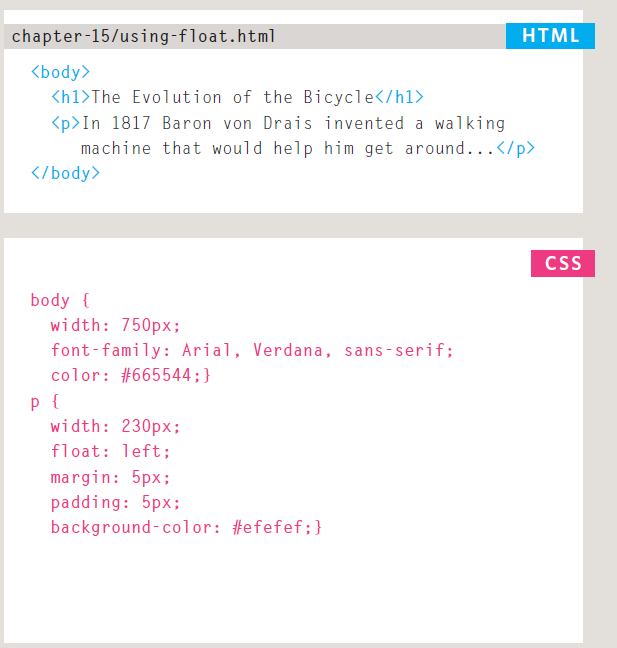 chapter-15/using-float.html HTML
<body>
<h1>The Evolution of the Bicycle</h1>
<p>In 1817 Baron von Drais invented a walking
machine that would help him get around...</p>
</body>
CSS
body {
width: 750px;
font-family: Arial, Verdana, sans-serif;
color: #665544;}
p {
width: 230px;
float: left;
margin: 5px;
padding: 5px;
background-color: #efefef;}